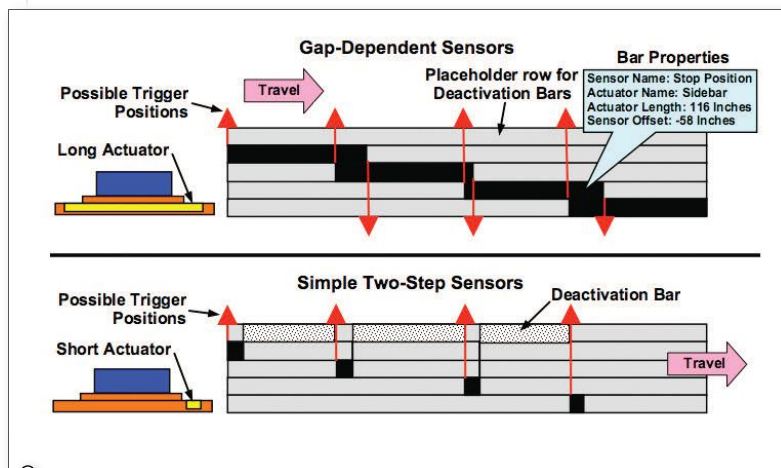 Gap-Dependent Sensors
Possible Trigger
Positions
Travel
Placeholder row for
Deactivation Bars
Bar Properties
Sensor Name: Stop Position
Actuator Name: Sidebar
Actuator Length: 116 Inches
Sensor Offset: -58 Inches
Long Actuator
Simple Two-Step Sensors
Possible Trigger
Positions
Deactivation Bar
Short Actuator
Travel